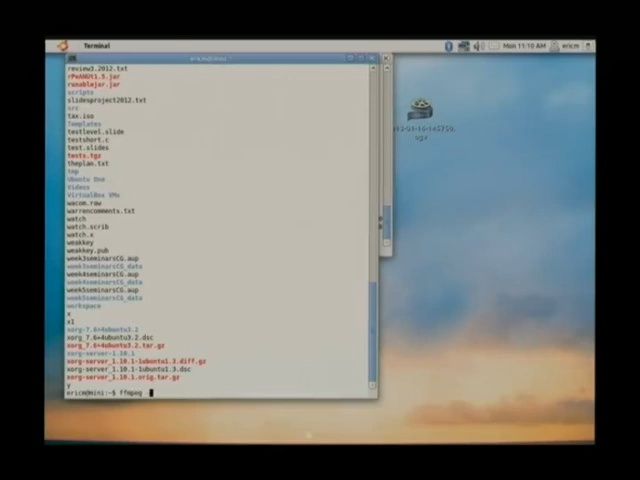 Terminal
Mon 11:10 AM ericm
review3.2012.txt
rPeANUt1.5.jar
runablejar.jar
scripts
slidesproject2012.txt
src
tax.iso
Templates
testlevel.slide
testshort.c
Test.slides
tests.tgz
theplan.txt
tmp
Ubuntu One
Videos
VirtualBox VMs
wacom.raw
warrencomments.txt
watch
watch.scrib
watch.x
weakkey
weakkey.pub
week3seminarsCG.aup
week3seminarsCG_data
week4seminarsCG.aup
week4seminarsCG_data
week5seminarsCG.aup
week5seminarsCG_data
workspace
x
x1
xorg-7.6+4ubuntu3.2
xorg_7.6+4ubuntu3.2.dsc
xorg_7.6+4ubuntu3.2.tar.gz
xorg-server-1.10.1
xorg-server_1.10.1-1ubuntu1.3.diff.gz
xorg-server_1.10.1-1ubuntu1.3.dsc
xorg-server_1.10.1.orig.tar.gz
y
ericm@mini:~$ ffmpeg